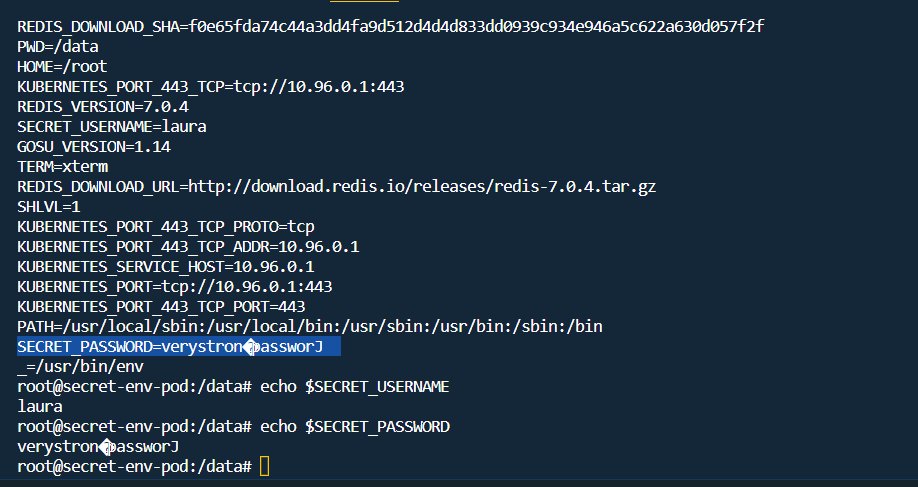 REDIS_DOWNLOAD_SHA=f0e65fda74c44a3dd4fa9d512d4d4d833dd0939c934e946a5c622a630d057f2f
PWD=/data
HOME=/root
KUBERNETES_PORT_443_TCP=tcp://10.96.0.1:443
REDIS_VERSION=7.0.4
SECRET_USERNAME=laura
GOSU_VERSION=1.14
TERM=xterm
REDIS_DOWNLOAD_URL=http://download.redis.io/releases/redis-7.0.4.tar.gz
SHLVL=1
KUBERNETES_PORT_443_TCP_PROTO=tcp
KUBERNETES_PORT_443_TCP_ADDR=10.96.0.1
KUBERNETES_SERVICE_HOST=10.96.0.1
KUBERNETES_PORT=tcp://10.96.0.1:443
KUBERNETES_PORT_443_TCP_PORT=443
PATH=/usr/local/sbin:/usr/local/bin:/usr/sbin:/usr/bin:/sbin:/bin
SECRET_PASSWORD=verystron�passworJ
_=/usr/bin/env
root@secret-env-pod:/data# echo $SECRET_USERNAME
laura
root@secret-env-pod:/data# echo $SECRET_PASSWORD
verystron�passworJ
root@secret-env-pod:/data#